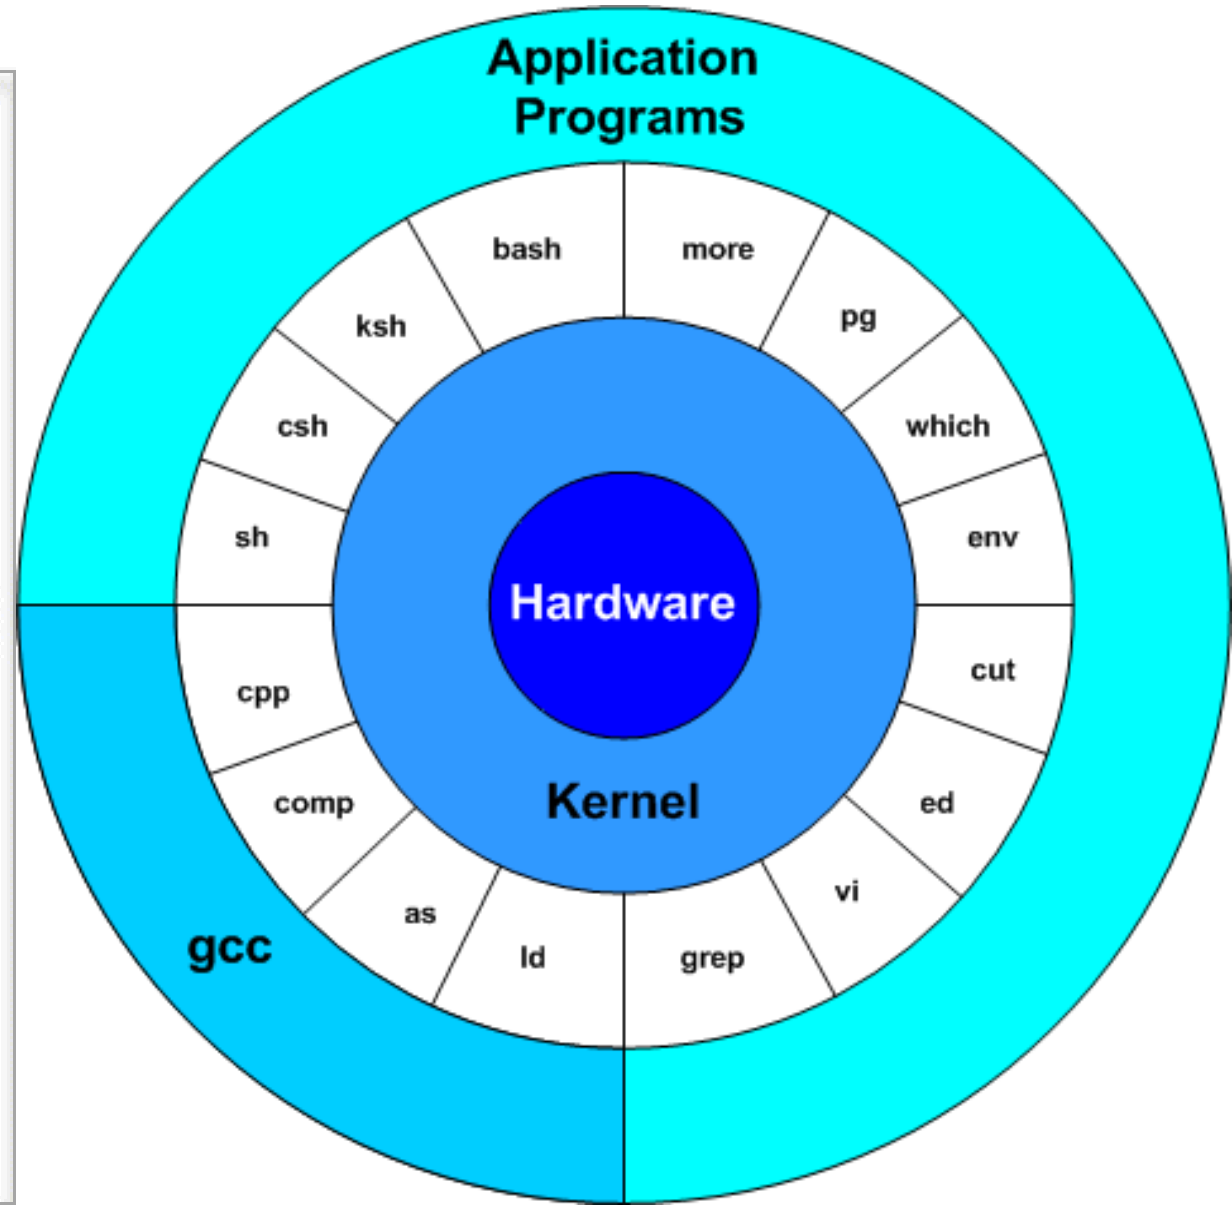 Application
Programs
bash
more
ksh
pg
csh
which
sh
env
Hardware
cpp
cut
comp
Kernel
ed
as
vi
gcc
ld
grep